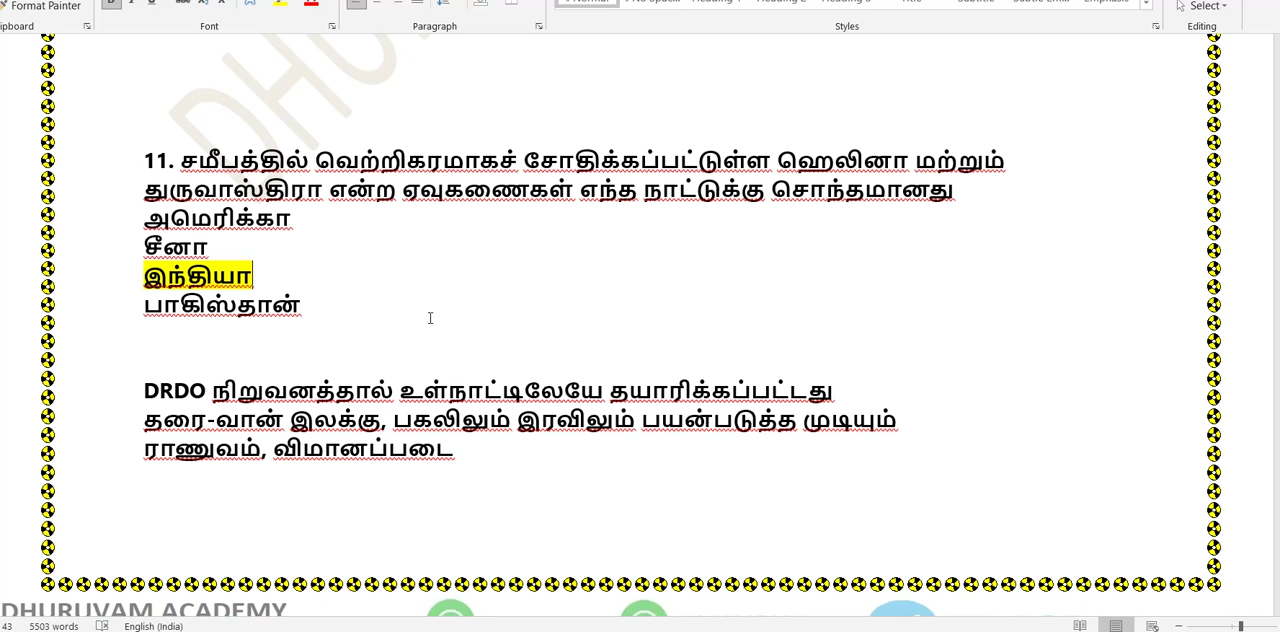 Format Painter
Select
ipboard
Font
Paragraph
Styles
Editing
11. சமீபத்தில் வெற்றிகரமாகச் சோதிக்கப்பட்டுள்ள ஹெலினா மற்றும்
துருவாஸ்திரா என்ற ஏவுகணைகள் எந்த நாட்டுக்கு சொந்தமானது
அமெரிக்கா
சீனா
இந்தியா
பாகிஸ்தான்
DRDO நிறுவனத்தால் உள்நாட்டிலேயே தயாரிக்கப்பட்டது
தரை-வான் இலக்கு, பகலிலும் இரவிலும் பயன்படுத்த முடியும்
ராணுவம், விமானப்படை
DHURUVAM ACADEMY
43 5503 words English (India)